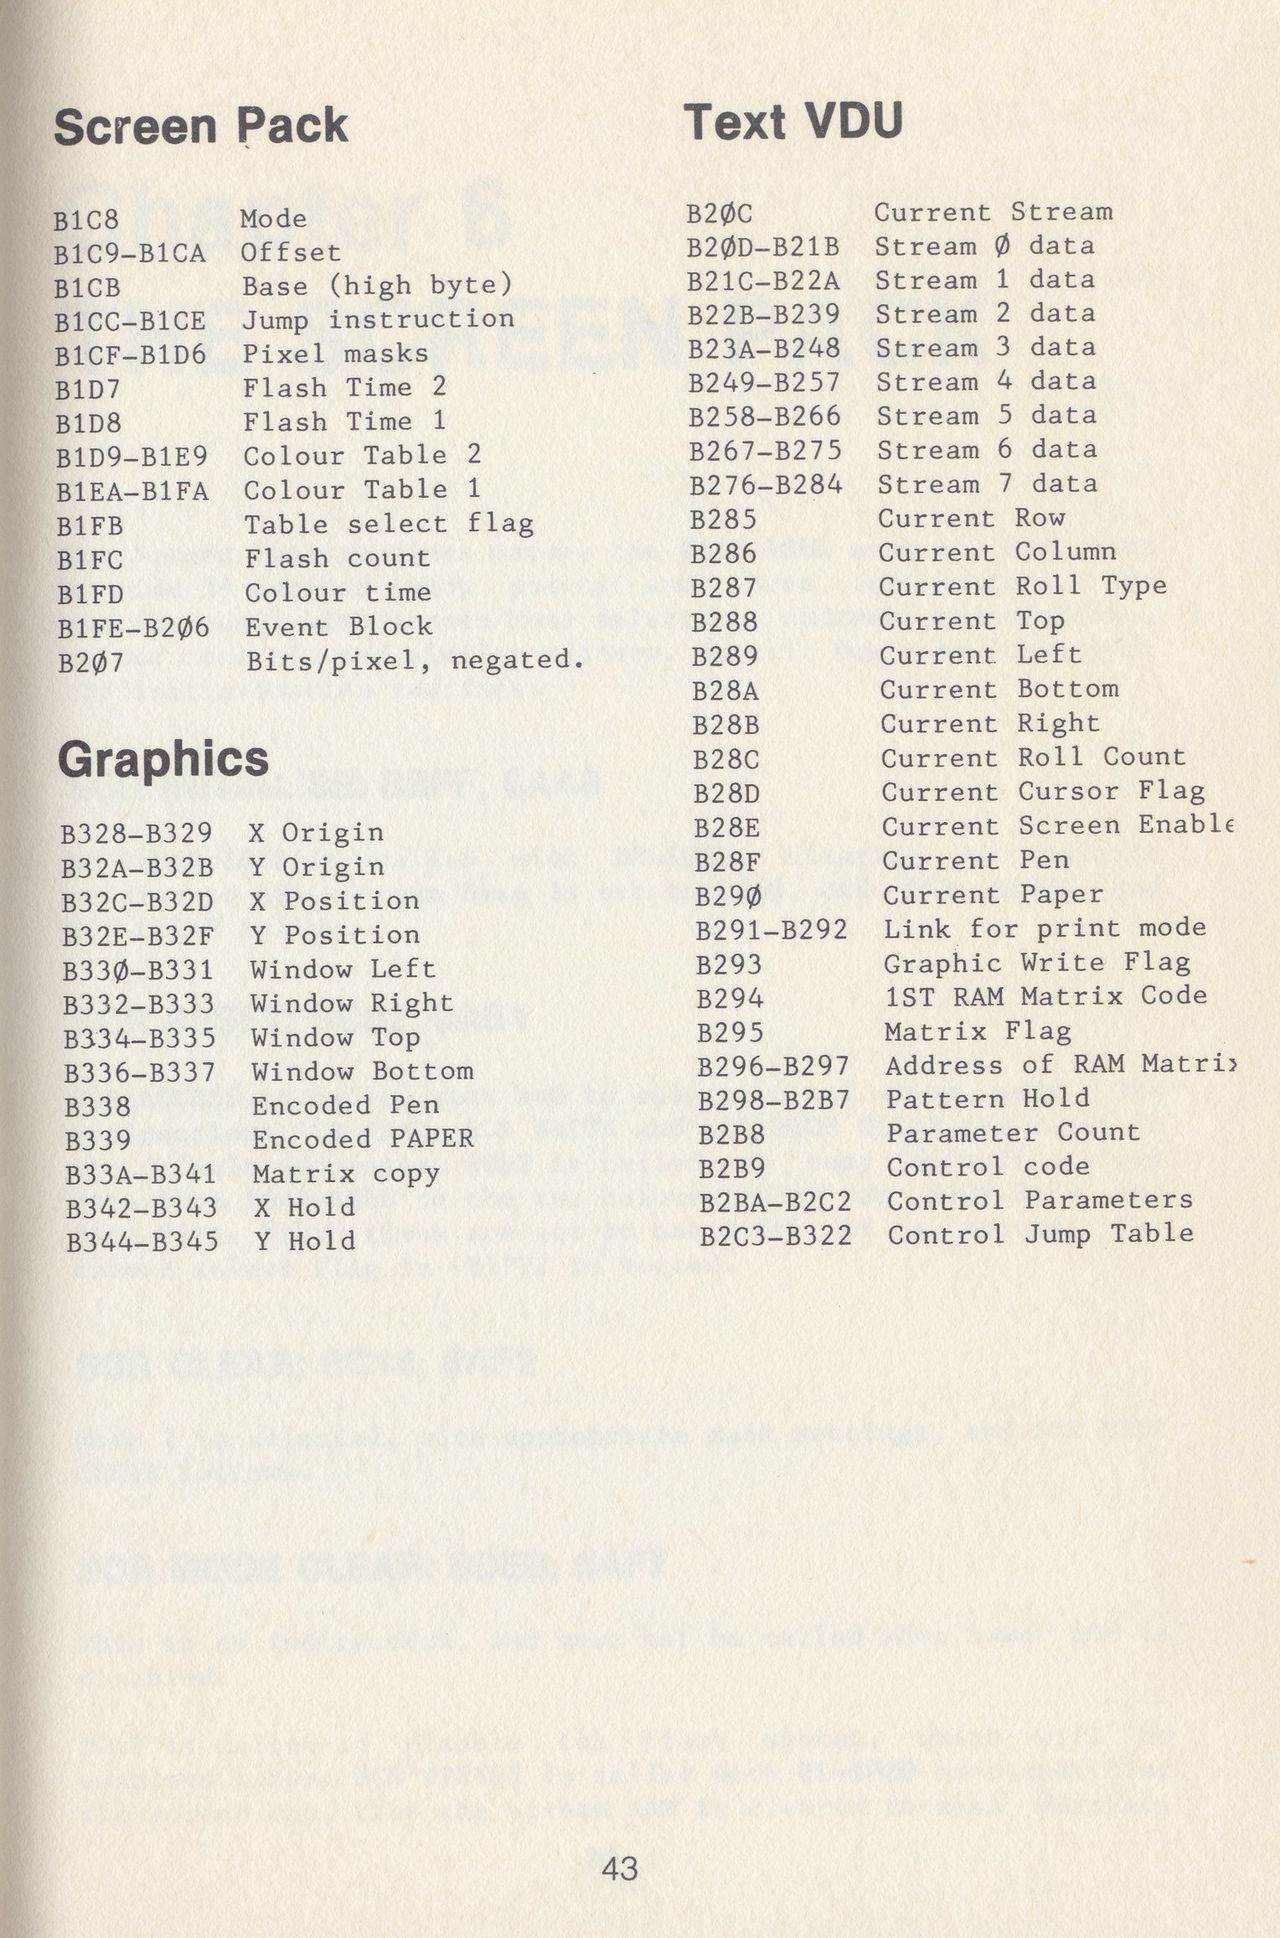 Screen Pack
B1C8 Mode
B1C9-B1CA Offset
B1CB Base (high byte)
B1CC-B1CE Jump instruction
B1CF-B1D6 Pixel masks
B1D7 Flash Time 2
B1D8 Flash Time 1
B1D9-B1E9 Colour Table 2
B1EA-B1FA Colour Table 1
B1FB Table select flag
B1FC Flash count
B1FD Colour time
B1FE-B2Ø6 Event Block
B2Ø7 Bits/pixel, negated.
Graphics
B328-B329 X Origin
B32A-B32B Y Origin
B32C-B32D X Position
B32E-B32F Y Position
B33Ø-B331 Window Left
B332-B333 Window Right
B334-B335 Window Top
B336-B337 Window Bottom
B338 Encoded Pen
B339 Encoded PAPER
B33A-B341 Matrix copy
B342-B343 X Hold
B344-B345 Y Hold
Text VDU
B2ØC Current Stream
B2ØD-B21B Stream Ø data
B21C-B22A Stream 1 data
B22B-B239 Stream 2 data
B23A-B248 Stream 3 data
B249-B257 Stream 4 data
B258-B266 Stream 5 data
B267-B275 Stream 6 data
B276-B284 Stream 7 data
B285 Current Row
B286 Current Column
B287 Current Roll Type
B288 Current Top
B289 Current Left
B28A Current Bottom
B28B Current Right
B28C Current Roll Count
B28D Current Cursor Flag
B28E Current Screen Enable
B28F Current Pen
B29Ø Current Paper
B291-B292 Link for print mode
B293 Graphic Write Flag
B294 1ST RAM Matrix Code
B295 Matrix Flag
B296-B297 Address of RAM Matrix
B298-B2B7 Pattern Hold
B2B8 Parameter Count
B2B9 Control code
B2BA-B2C2 Control Parameters
B2C3-B322 Control Jump Table
43